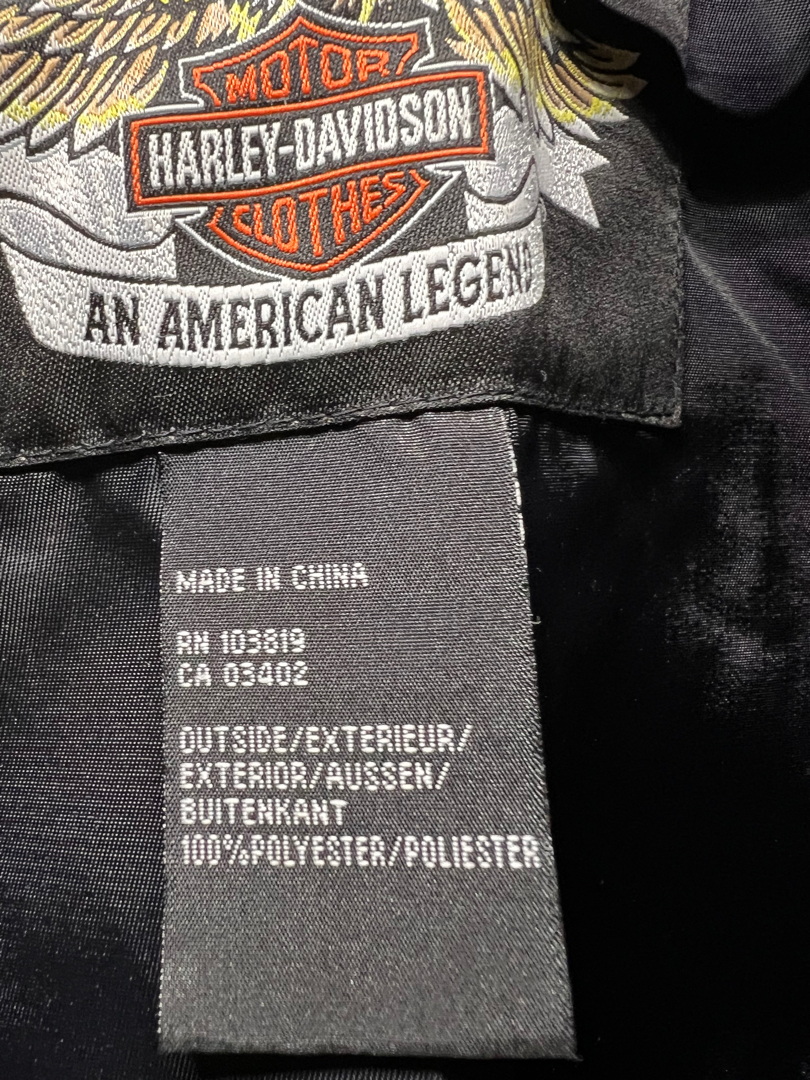 MOTOR
HARLEY-DAVIDSON
CLOTHES
AN AMERICAN LEGEND
MADE IN CHINA
RN 103819
CA 03402
OUTSIDE/EXTERIEUR/
EXTERIOR/AUSSEN/
BUITENKANT
100%POLYESTER/POLIESTER